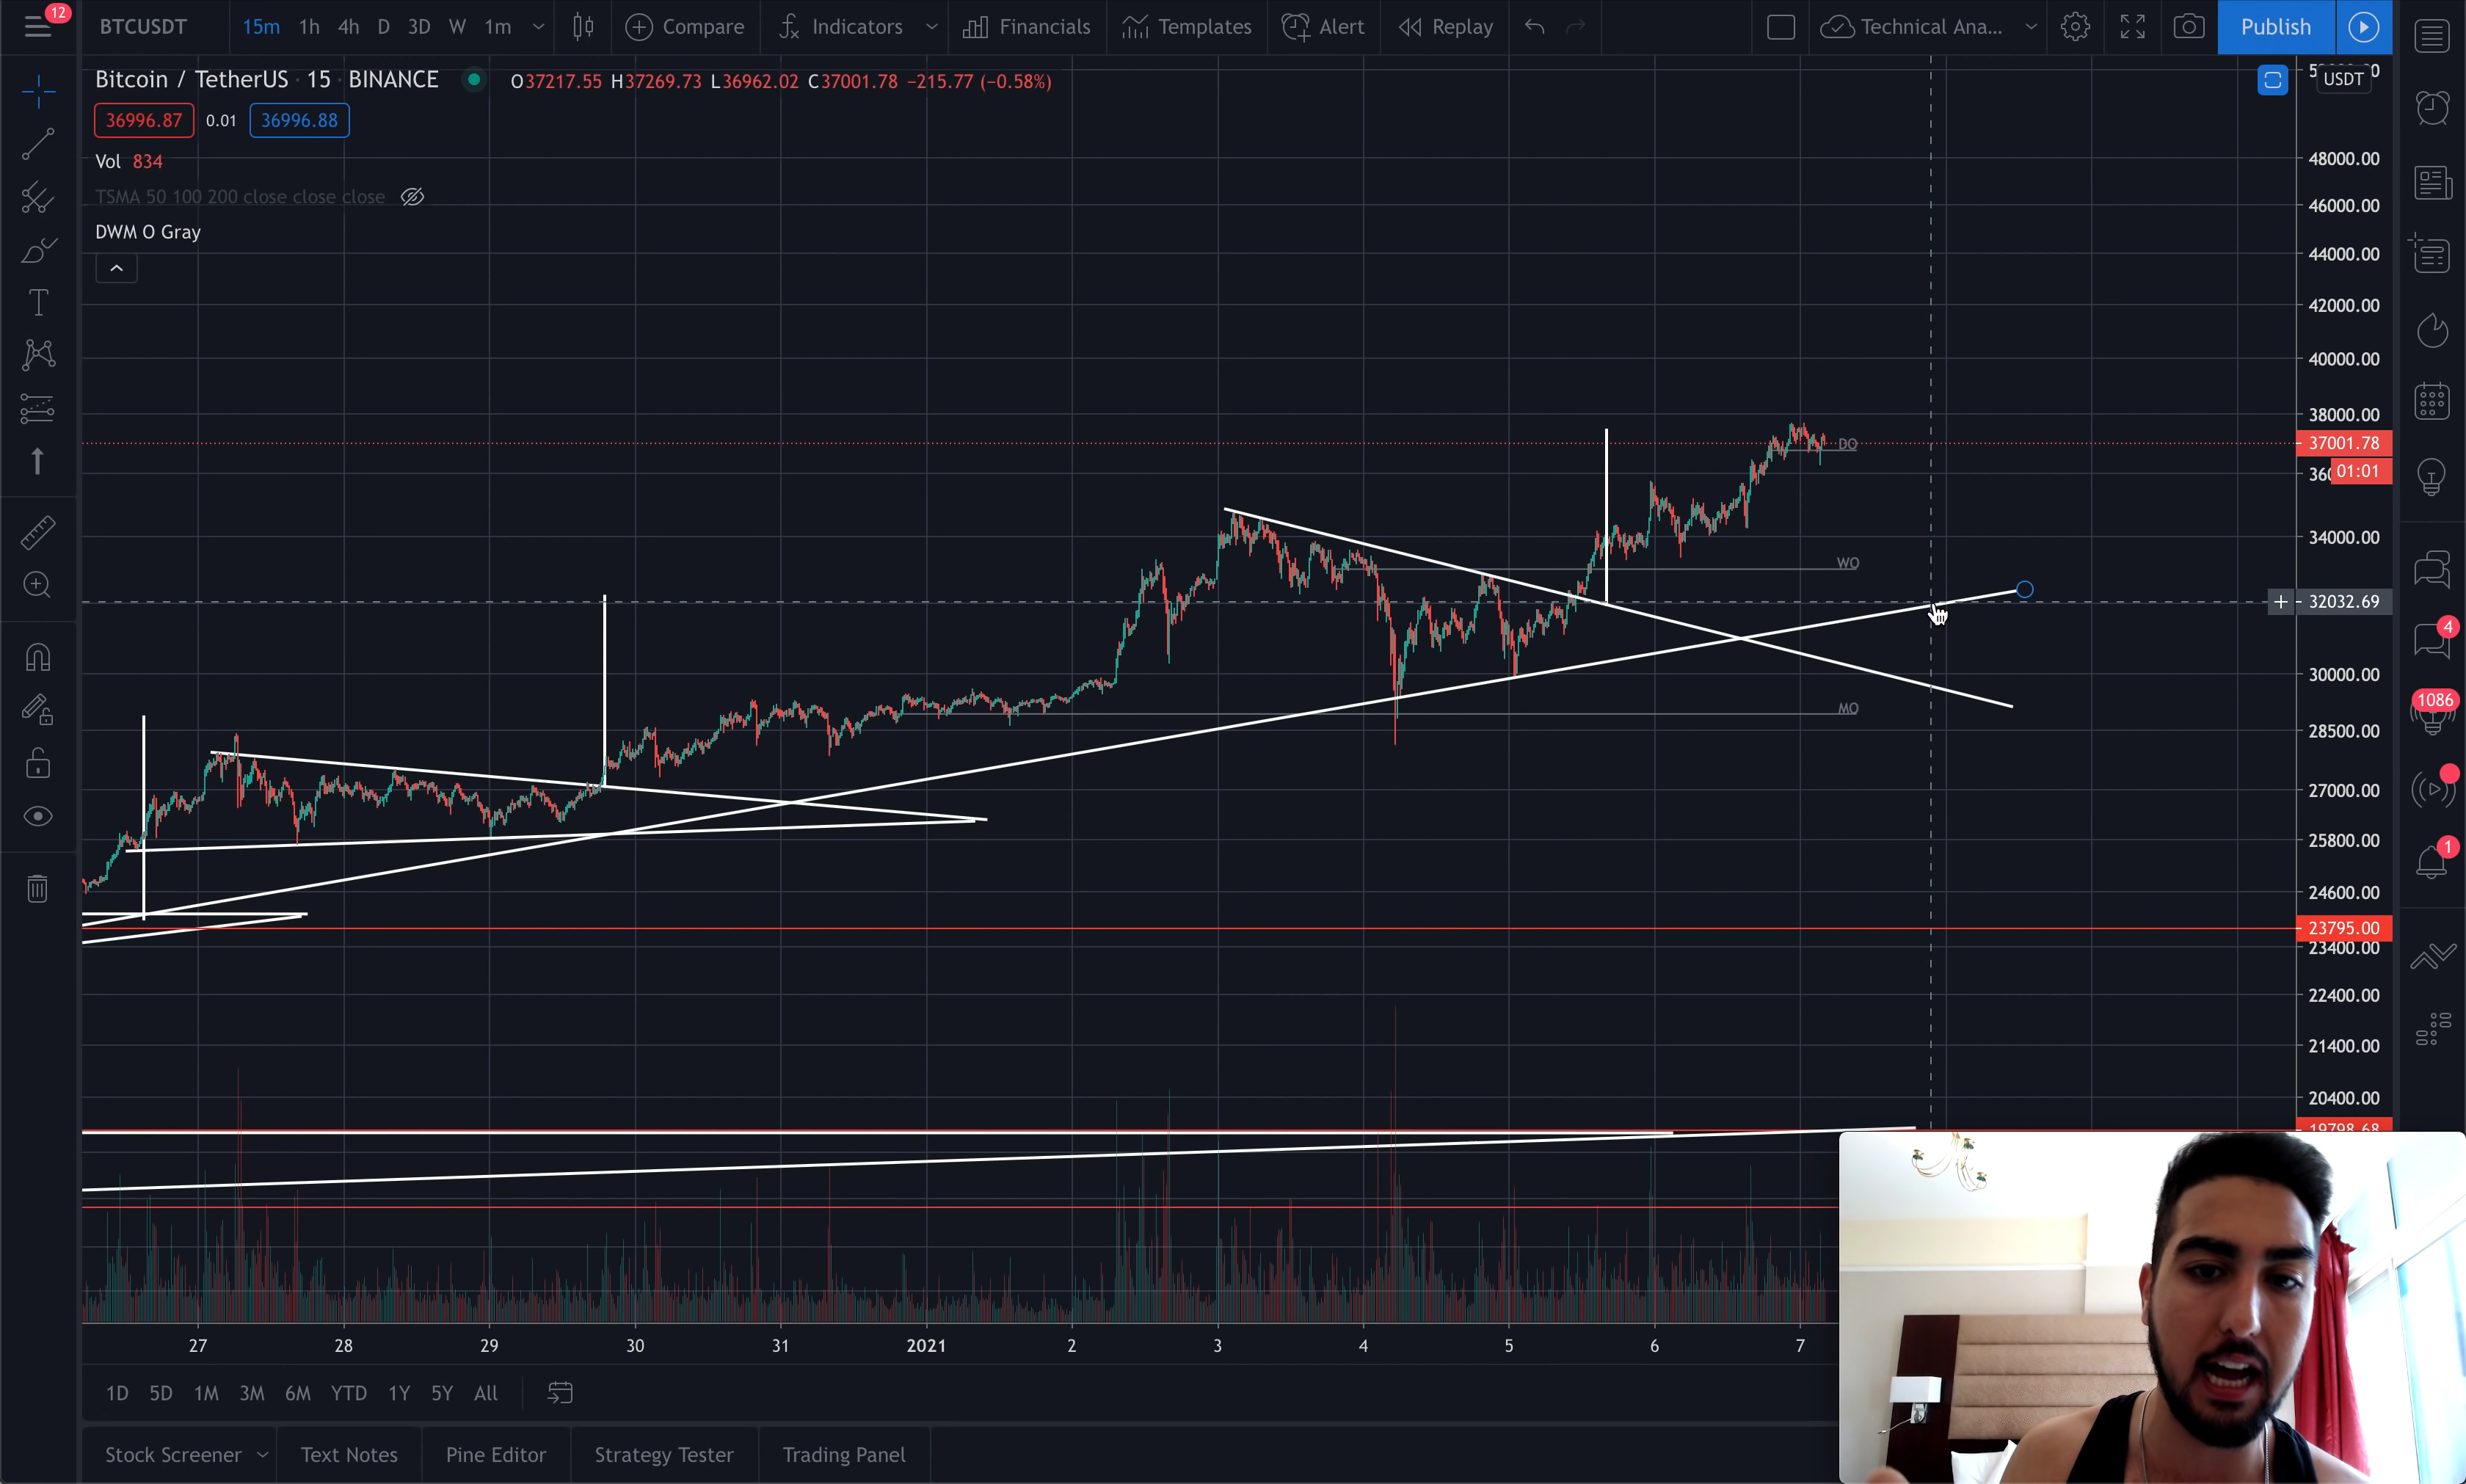 12
BTCUSDT 15m 1h 4h D 3D W 1m Compare Indicators Financials Templates Alert Replay Technical Ana... Publish
Bitcoin / TetherUS · 15 · BINANCE O37217.55 H37269.73 L36962.02 C37001.78 −215.77 (−0.58%)
USDT
36996.87 0.01 36996.88
Vol 834
TSMA 50 100 200 close close close
DWM O Gray
48000.00
46000.00
44000.00
42000.00
40000.00
38000.00
DO
37001.78
01:01
34000.00
WO
32032.69
30000.00
MO
28500.00
27000.00
25800.00
24600.00
23795.00
23400.00
22400.00
21400.00
20400.00
19798.68
4
1086
1
27 28 29 30 31 2021 2 3 4 5 6 7
1D 5D 1M 3M 6M YTD 1Y 5Y All
Stock Screener Text Notes Pine Editor Strategy Tester Trading Panel